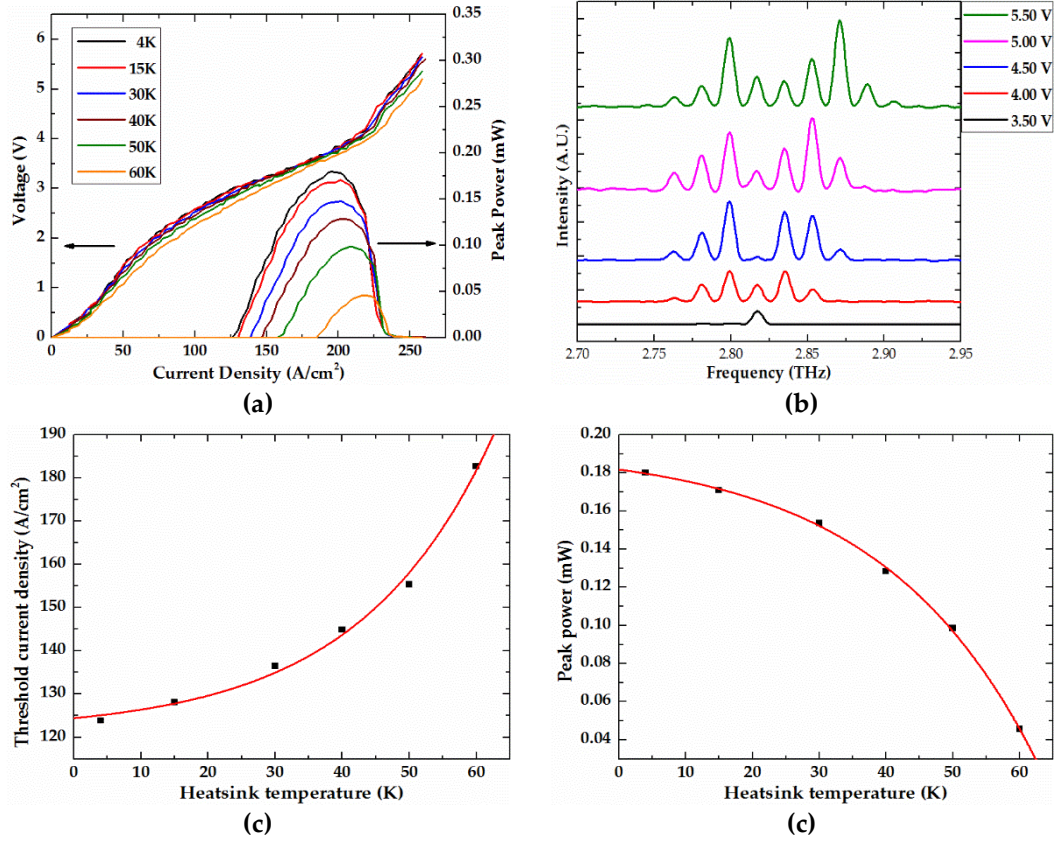 6
5
4
3
2
1
0
0.35
0.30
0.25
0.20
0.15
0.10
0.05
0.00
Voltage (V)
Peak Power (mW)
4K
15K
30K
40K
50K
60K
0 50 100 150 200 250
Current Density (A/cm²)
(a)
Intensity (A.U.)
5.50 V
5.00 V
4.50 V
4.00 V
3.50 V
2.70 2.75 2.80 2.85 2.90 2.95
Frequency (THz)
(b)
190
180
170
160
150
140
130
120
Threshold current density (A/cm²)
0 10 20 30 40 50 60
Heatsink temperature (K)
(c)
0.20
0.18
0.16
0.14
0.12
0.10
0.08
0.06
0.04
Peak power (mW)
0 10 20 30 40 50 60
Heatsink temperature (K)
(c)